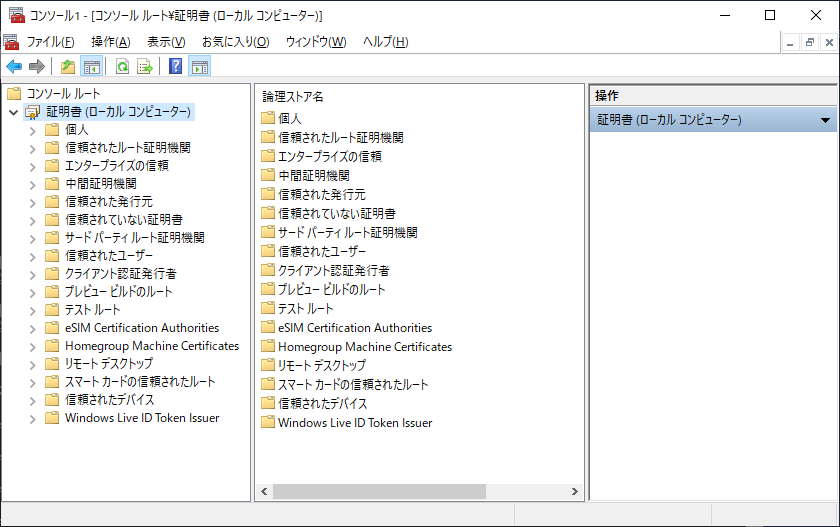 コンソール1 - [コンソール ルート¥証明書 (ローカル コンピューター)]
ファイル(F) 操作(A) 表示(V) お気に入り(O) ウィンドウ(W) ヘルプ(H)
コンソール ルート
証明書 (ローカル コンピューター)
個人
信頼されたルート証明機関
エンタープライズの信頼
中間証明機関
信頼された発行元
信頼されていない証明書
サード パーティ ルート証明機関
信頼されたユーザー
クライアント認証発行者
プレビュー ビルドのルート
テスト ルート
eSIM Certification Authorities
Homegroup Machine Certificates
リモート デスクトップ
スマート カードの信頼されたルート
信頼されたデバイス
Windows Live ID Token Issuer
論理ストア名
個人
信頼されたルート証明機関
エンタープライズの信頼
中間証明機関
信頼された発行元
信頼されていない証明書
サード パーティ ルート証明機関
信頼されたユーザー
クライアント認証発行者
プレビュー ビルドのルート
テスト ルート
eSIM Certification Authorities
Homegroup Machine Certificates
リモート デスクトップ
スマート カードの信頼されたルート
信頼されたデバイス
Windows Live ID Token Issuer
操作
証明書 (ローカル コンピューター)